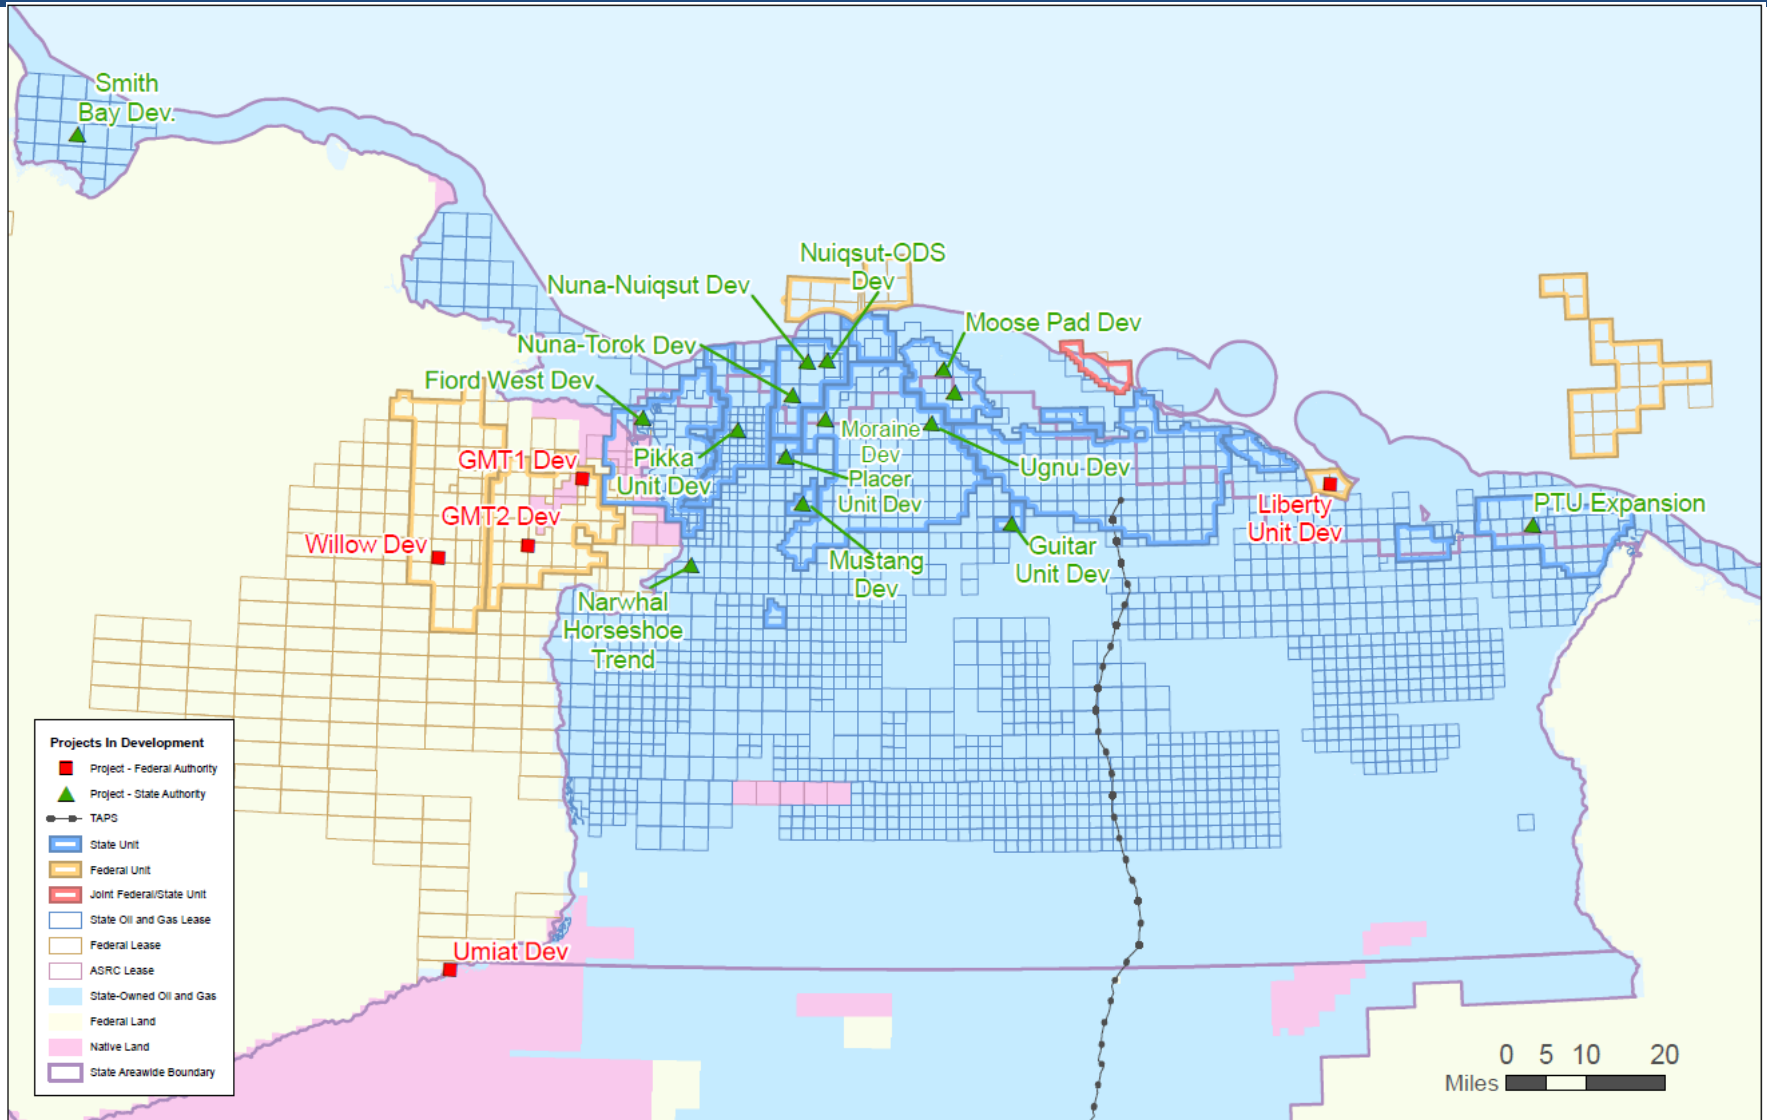 Smith
Bay Dev.
Nuiqsut-ODS
Dev
Nuna-Nuiqsut Dev
Moose Pad Dev
Nuna-Torok Dev
Fiord West Dev
Moraine
Dev
GMT1 Dev
Pikka
Unit Dev
Ugnu Dev
Placer
Unit Dev
Liberty
Unit Dev
PTU Expansion
GMT2 Dev
Willow Dev
Mustang
Dev
Guitar
Unit Dev
Narwhal
Horseshoe
Trend
Umiat Dev
Projects In Development
Project - Federal Authority
Project - State Authority
TAPS
State Unit
Federal Unit
Joint Federal/State Unit
State Oil and Gas Lease
Federal Lease
ASRC Lease
State-Owned Oil and Gas
Federal Land
Native Land
State Areawide Boundary
0 5 10 20
Miles